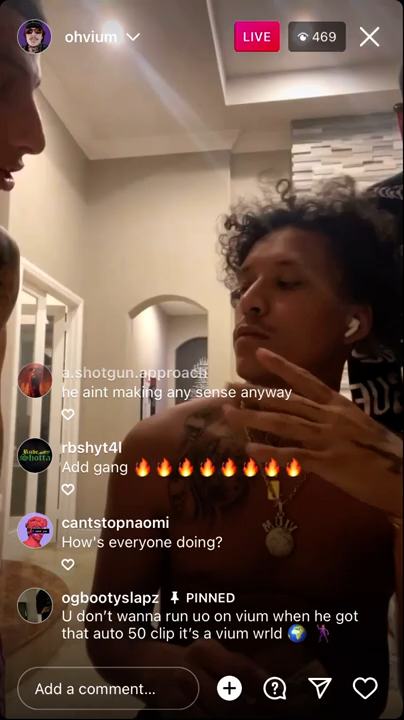 ohvium
LIVE
469
a.shotgun.approach
he aint making any sense anyway
rbshyt4l
Add gang 🔥🔥🔥🔥🔥🔥🔥🔥
cantstopnaomi
How's everyone doing?
ogbootyslapz PINNED
U don't wanna run uo on vium when he got
that auto 50 clip it's a vium wrld 🌍 🕺
Add a comment...